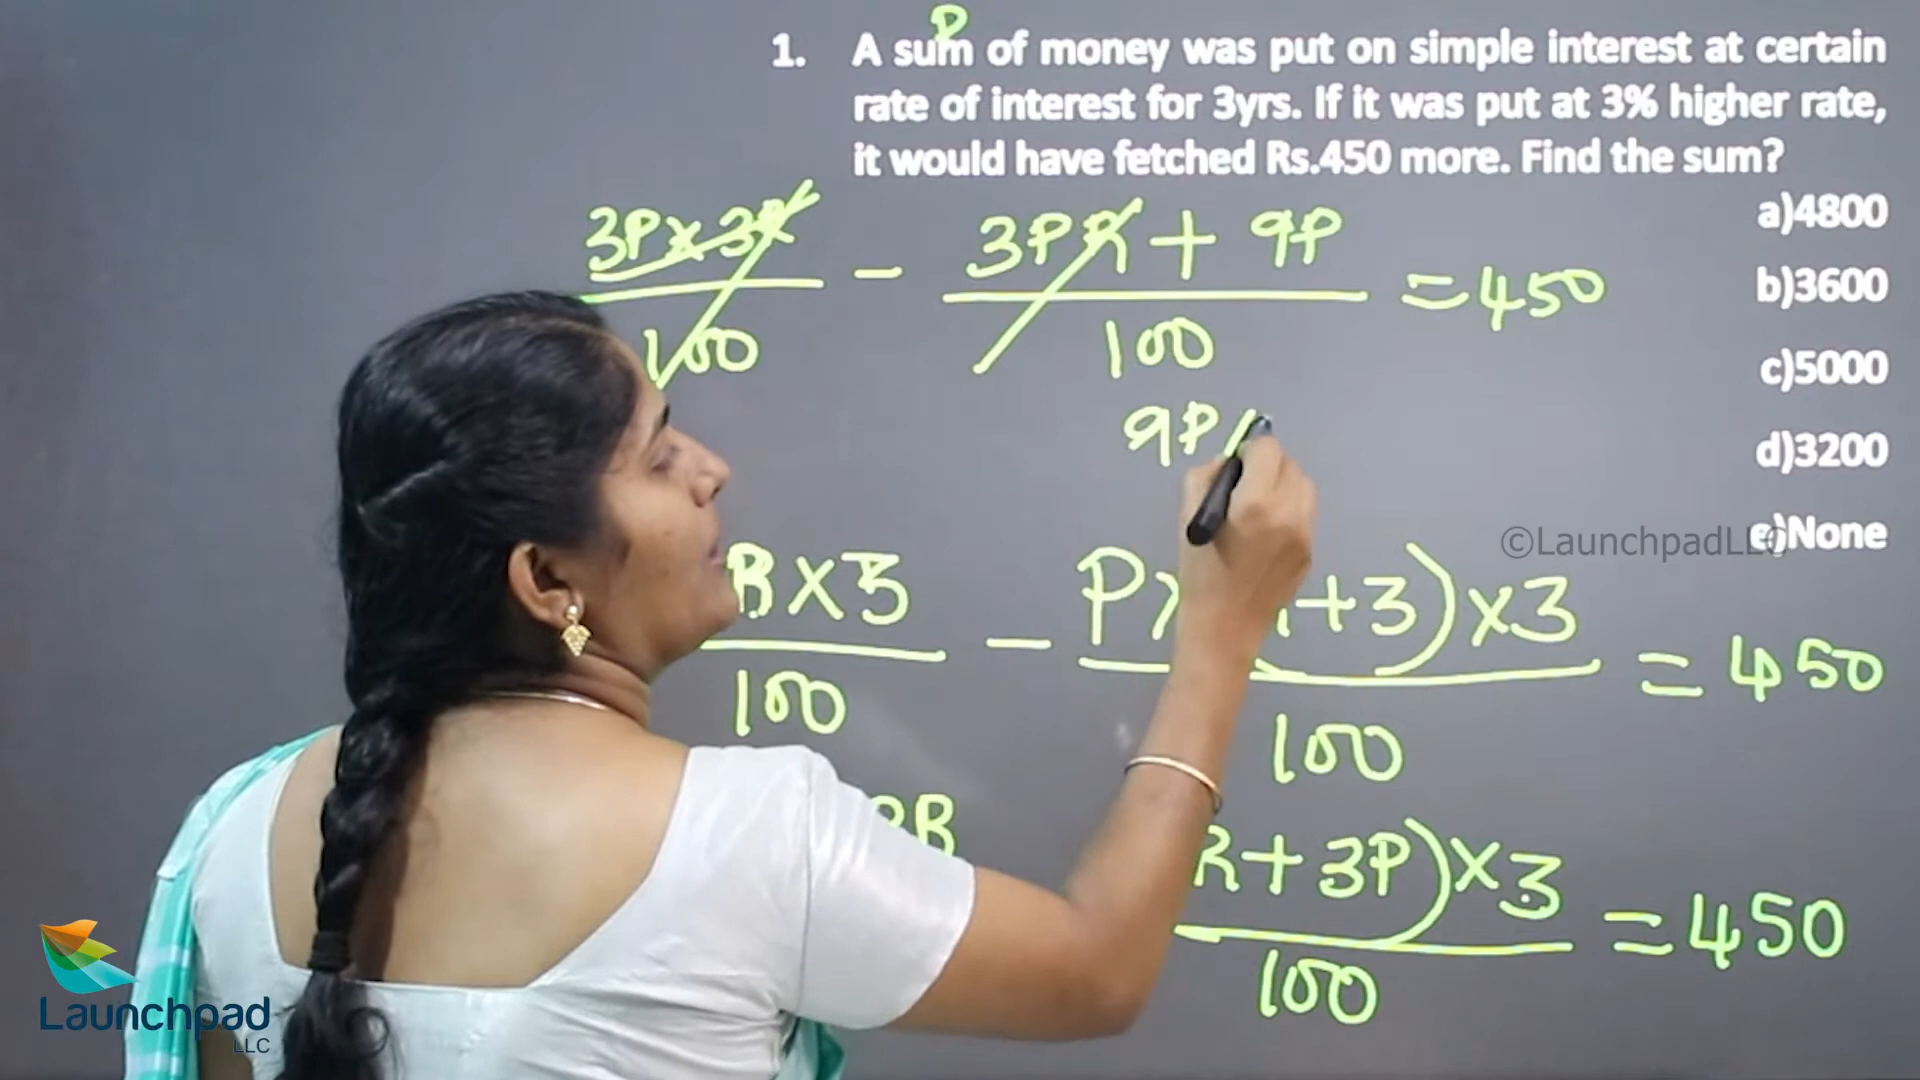 P
1. A sum of money was put on simple interest at certain
rate of interest for 3yrs. If it was put at 3% higher rate,
it would have fetched Rs.450 more. Find the sum?
a)4800
b)3600
c)5000
d)3200
e)None
3P×3R/100 - 3PR + 9P/100 = 450
9P/
R×3/100 - P×(R+3)×3/100 = 450
R
R+3P)×3/100 = 450
©LaunchpadLLC
Launchpad
LLC